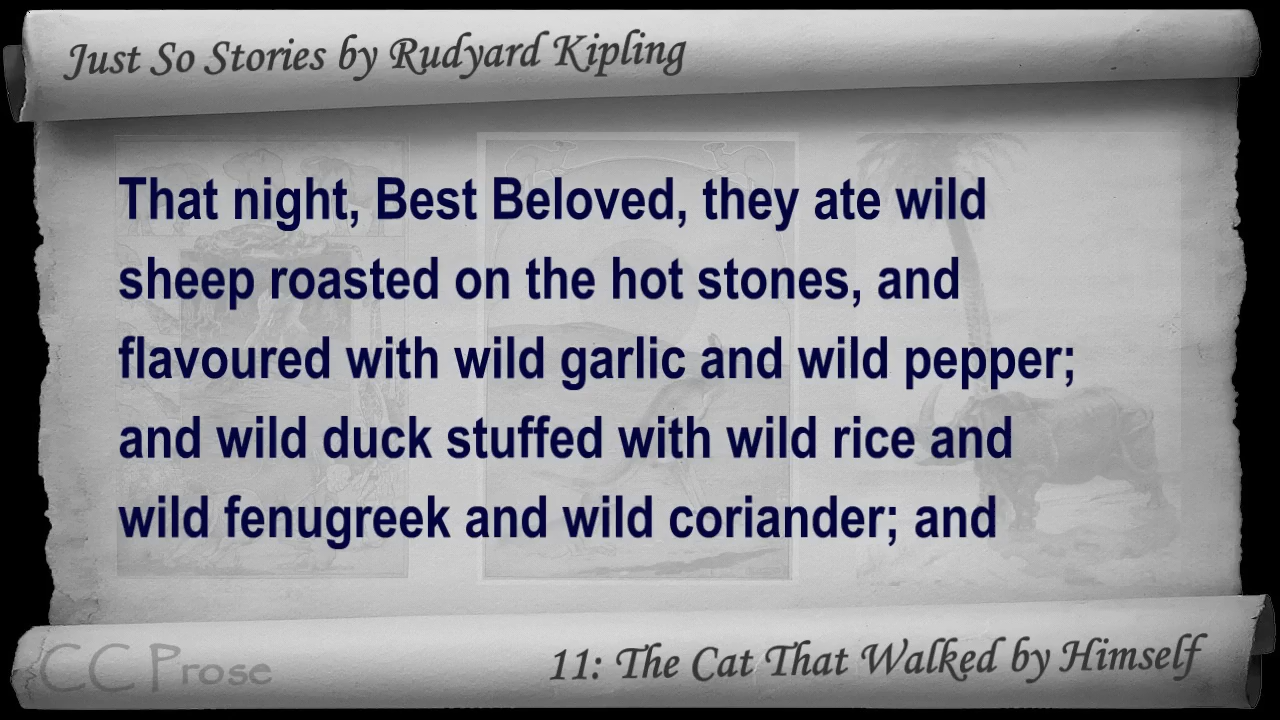 Just So Stories by Rudyard Kipling
That night, Best Beloved, they ate wild
sheep roasted on the hot stones, and
flavoured with wild garlic and wild pepper;
and wild duck stuffed with wild rice and
wild fenugreek and wild coriander; and
CC Prose
11: The Cat That Walked by Himself